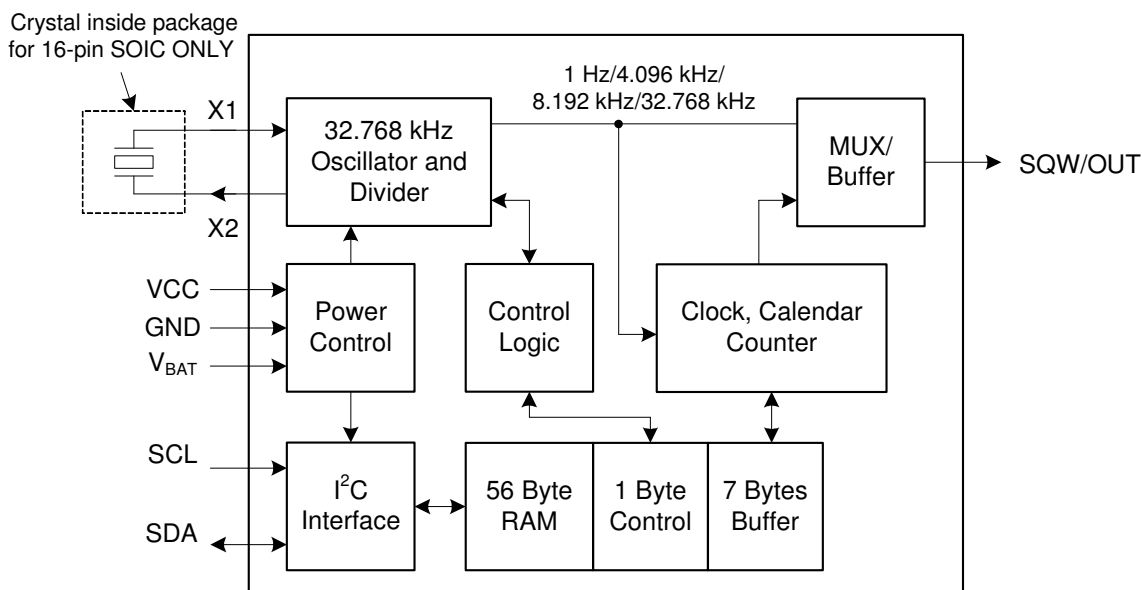 Crystal inside package
for 16-pin SOIC ONLY
X1
X2
1 Hz/4.096 kHz/
8.192 kHz/32.768 kHz
32.768 kHz
Oscillator and
Divider
MUX/
Buffer
SQW/OUT
VCC
GND
VBAT
Power
Control
Control
Logic
Clock, Calendar
Counter
SCL
SDA
I²C
Interface
56 Byte
RAM
1 Byte
Control
7 Bytes
Buffer